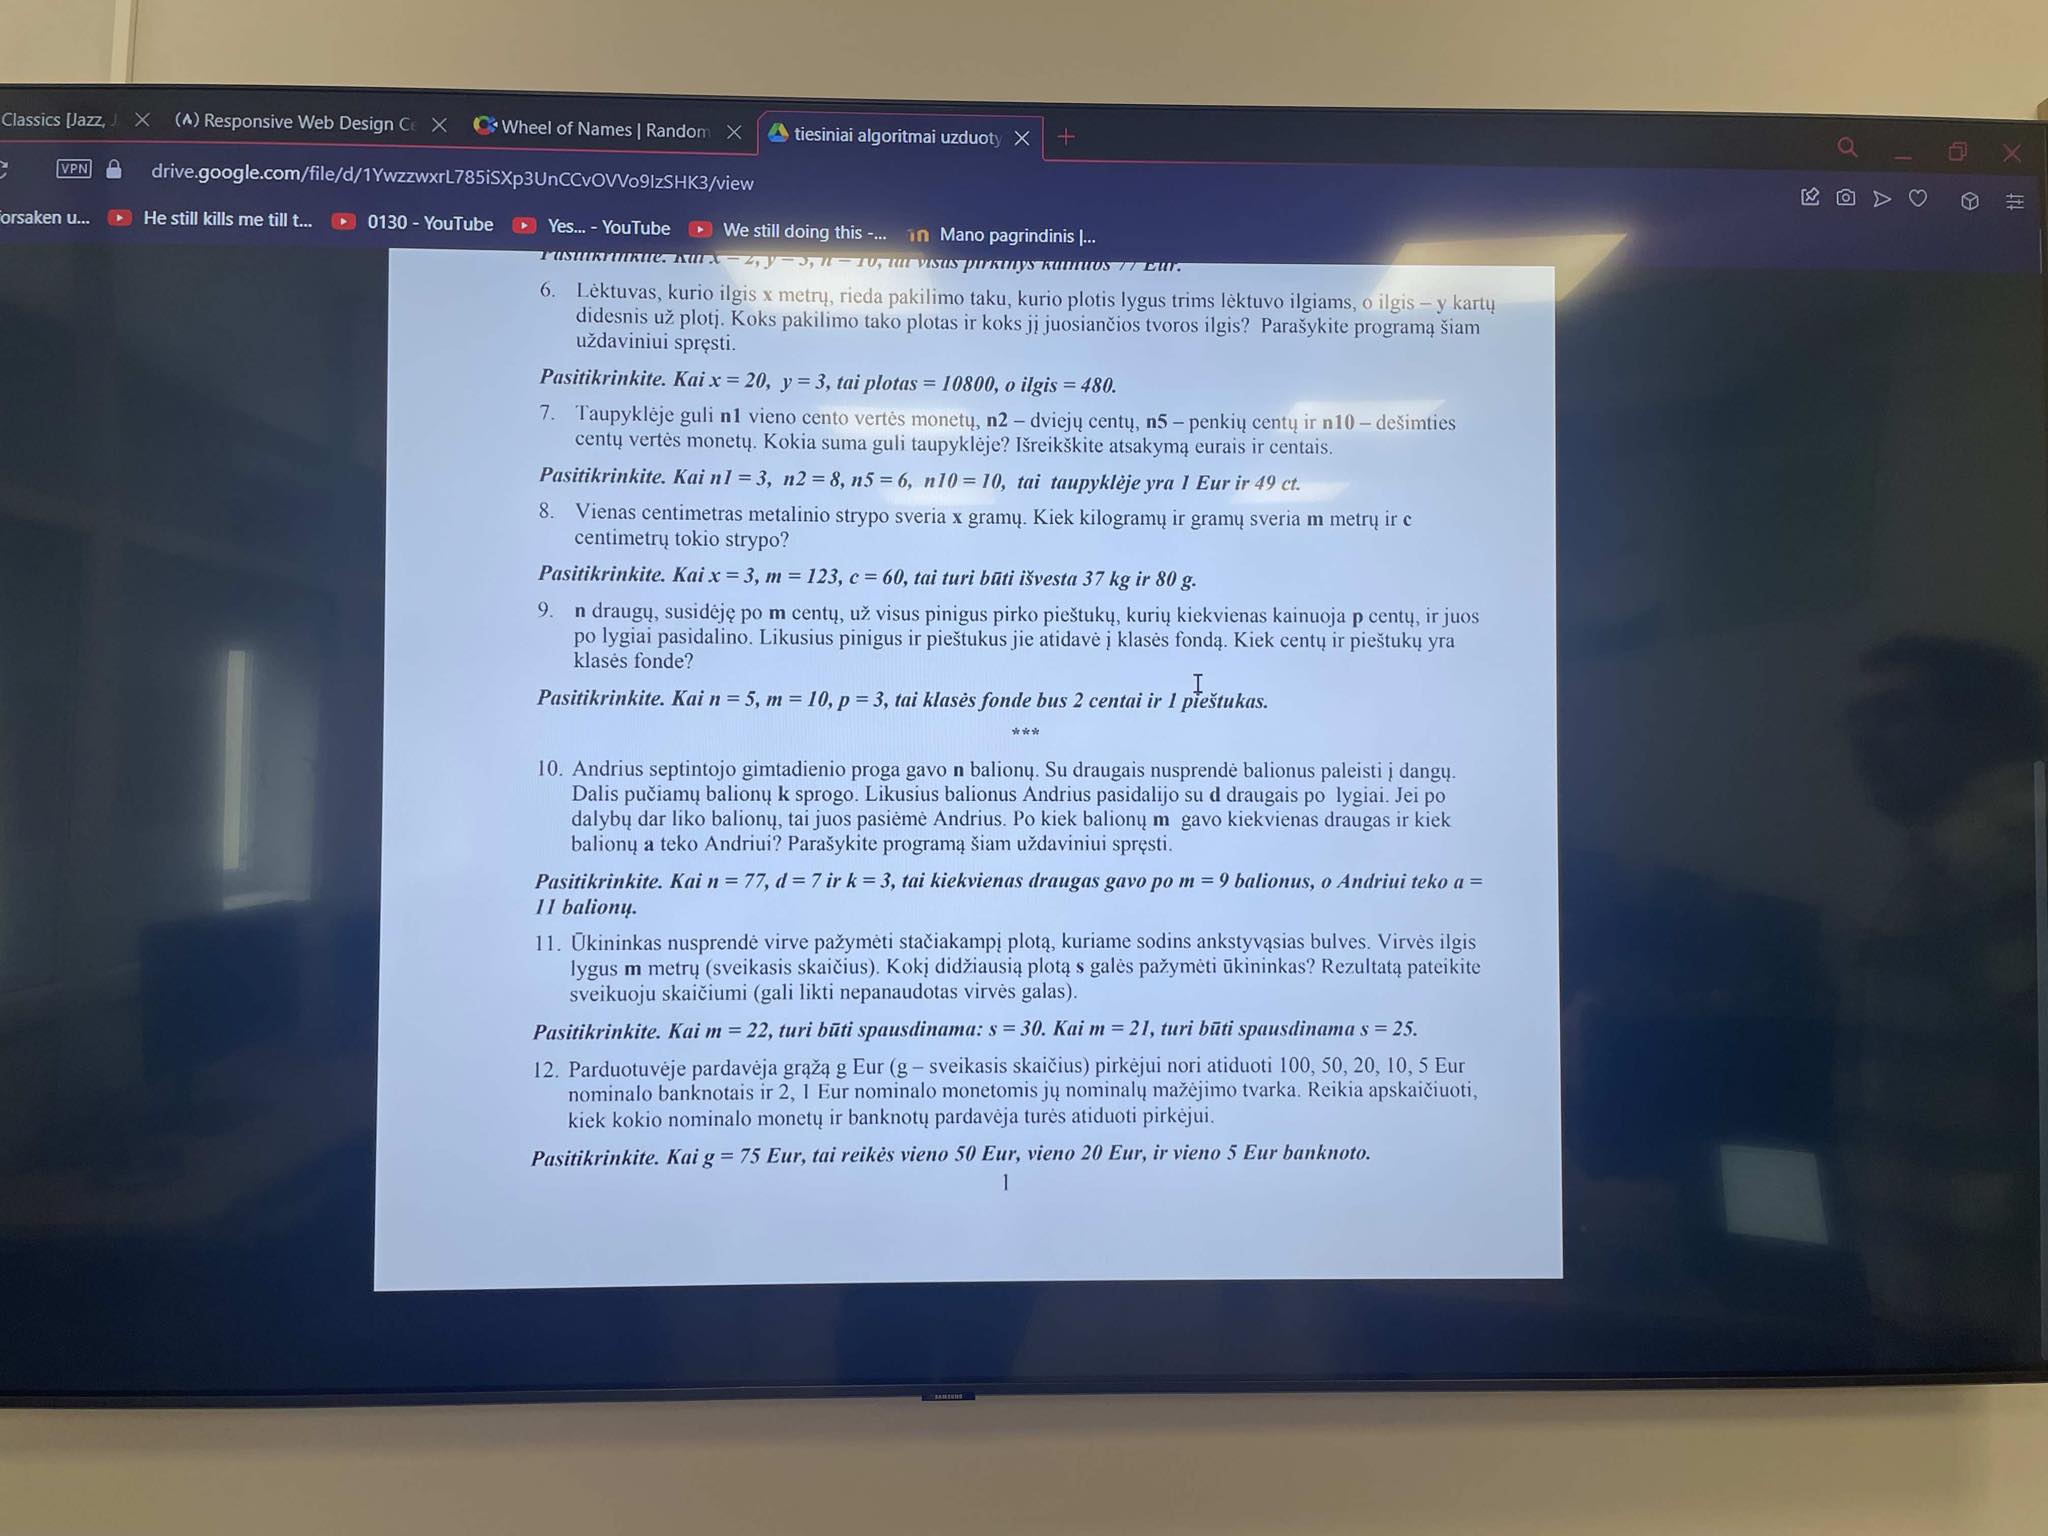 Classics [Jazz, J
(A) Responsive Web Design Ce
Wheel of Names | Random
tiesiniai algoritmai uzduoty
VPN
drive.google.com/file/d/1YwzzwxrL785iSXp3UnCCvOVVo9IzSHK3/view
orsaken u...
He still kills me till t...
0130 - YouTube
Yes... - YouTube
We still doing this -...
in Mano pagrindinis |...
Pasitikrinkite. Kai x = 2, y = 5, n = 10, tai visas pirkinys kainuos 77 Eur.
6. Lėktuvas, kurio ilgis x metrų, rieda pakilimo taku, kurio plotis lygus trims lėktuvo ilgiams, o ilgis – y kartų
didesnis už plotį. Koks pakilimo tako plotas ir koks jį juosiančios tvoros ilgis? Parašykite programą šiam
uždaviniui spręsti.
Pasitikrinkite. Kai x = 20, y = 3, tai plotas = 10800, o ilgis = 480.
7. Taupyklėje guli n1 vieno cento vertės monetų, n2 – dviejų centų, n5 – penkių centų ir n10 – dešimties
centų vertės monetų. Kokia suma guli taupyklėje? Išreikškite atsakymą eurais ir centais.
Pasitikrinkite. Kai n1 = 3, n2 = 8, n5 = 6, n10 = 10, tai taupyklėje yra 1 Eur ir 49 ct.
8. Vienas centimetras metalinio strypo sveria x gramų. Kiek kilogramų ir gramų sveria m metrų ir c
centimetrų tokio strypo?
Pasitikrinkite. Kai x = 3, m = 123, c = 60, tai turi būti išvesta 37 kg ir 80 g.
9. n draugų, susidėję po m centų, už visus pinigus pirko pieštukų, kurių kiekvienas kainuoja p centų, ir juos
po lygiai pasidalino. Likusius pinigus ir pieštukus jie atidavė į klasės fondą. Kiek centų ir pieštukų yra
klasės fonde?
Pasitikrinkite. Kai n = 5, m = 10, p = 3, tai klasės fonde bus 2 centai ir 1 pieštukas.
***
10. Andrius septintojo gimtadienio proga gavo n balionų. Su draugais nusprendė balionus paleisti į dangų.
Dalis pučiamų balionų k sprogo. Likusius balionus Andrius pasidalijo su d draugais po lygiai. Jei po
dalybų dar liko balionų, tai juos pasiėmė Andrius. Po kiek balionų m gavo kiekvienas draugas ir kiek
balionų a teko Andriui? Parašykite programą šiam uždaviniui spręsti.
Pasitikrinkite. Kai n = 77, d = 7 ir k = 3, tai kiekvienas draugas gavo po m = 9 balionus, o Andriui teko a =
11 balionų.
11. Ūkininkas nusprendė virve pažymėti stačiakampį plotą, kuriame sodins ankstyvąsias bulves. Virvės ilgis
lygus m metrų (sveikasis skaičius). Kokį didžiausią plotą s galės pažymėti ūkininkas? Rezultatą pateikite
sveikuoju skaičiumi (gali likti nepanaudotas virvės galas).
Pasitikrinkite. Kai m = 22, turi būti spausdinama: s = 30. Kai m = 21, turi būti spausdinama s = 25.
12. Parduotuvėje pardavėja grąžą g Eur (g – sveikasis skaičius) pirkėjui nori atiduoti 100, 50, 20, 10, 5 Eur
nominalo banknotais ir 2, 1 Eur nominalo monetomis jų nominalų mažėjimo tvarka. Reikia apskaičiuoti,
kiek kokio nominalo monetų ir banknotų pardavėja turės atiduoti pirkėjui.
Pasitikrinkite. Kai g = 75 Eur, tai reikės vieno 50 Eur, vieno 20 Eur, ir vieno 5 Eur banknoto.
1
SAMSUNG